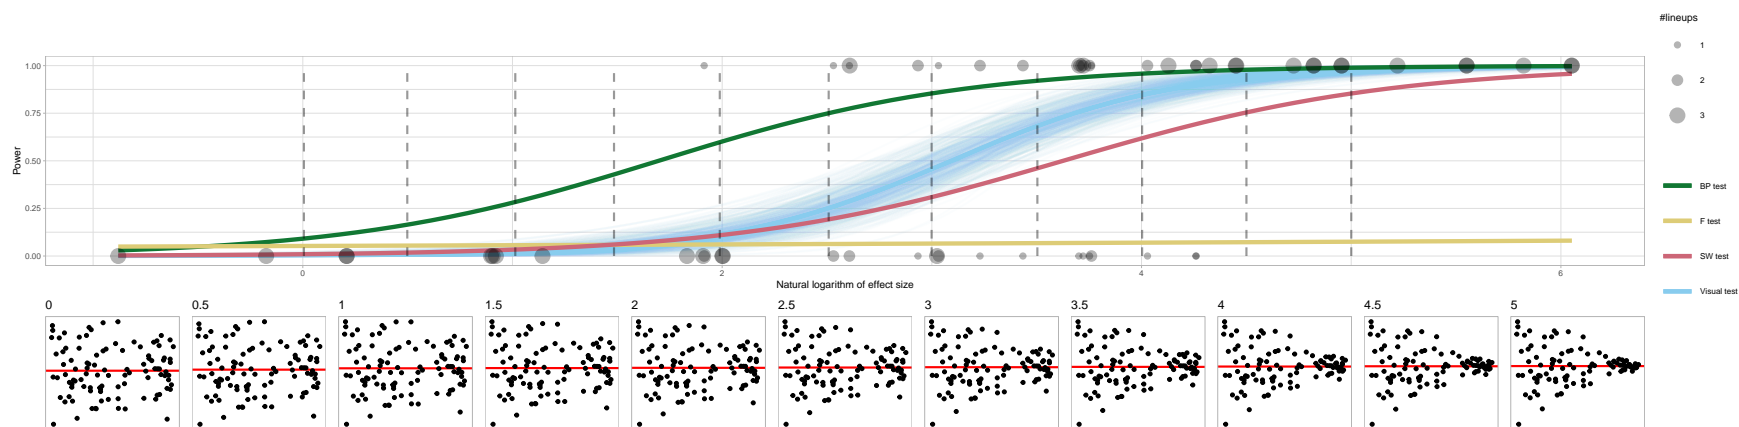 #lineups
1
2
3
1.00
0.75
0.50
0.25
0.00
Power
0 2 4 6
Natural logarithm of effect size
BP test
F test
SW test
Visual test
0 0.5 1 1.5 2 2.5 3 3.5 4 4.5 5